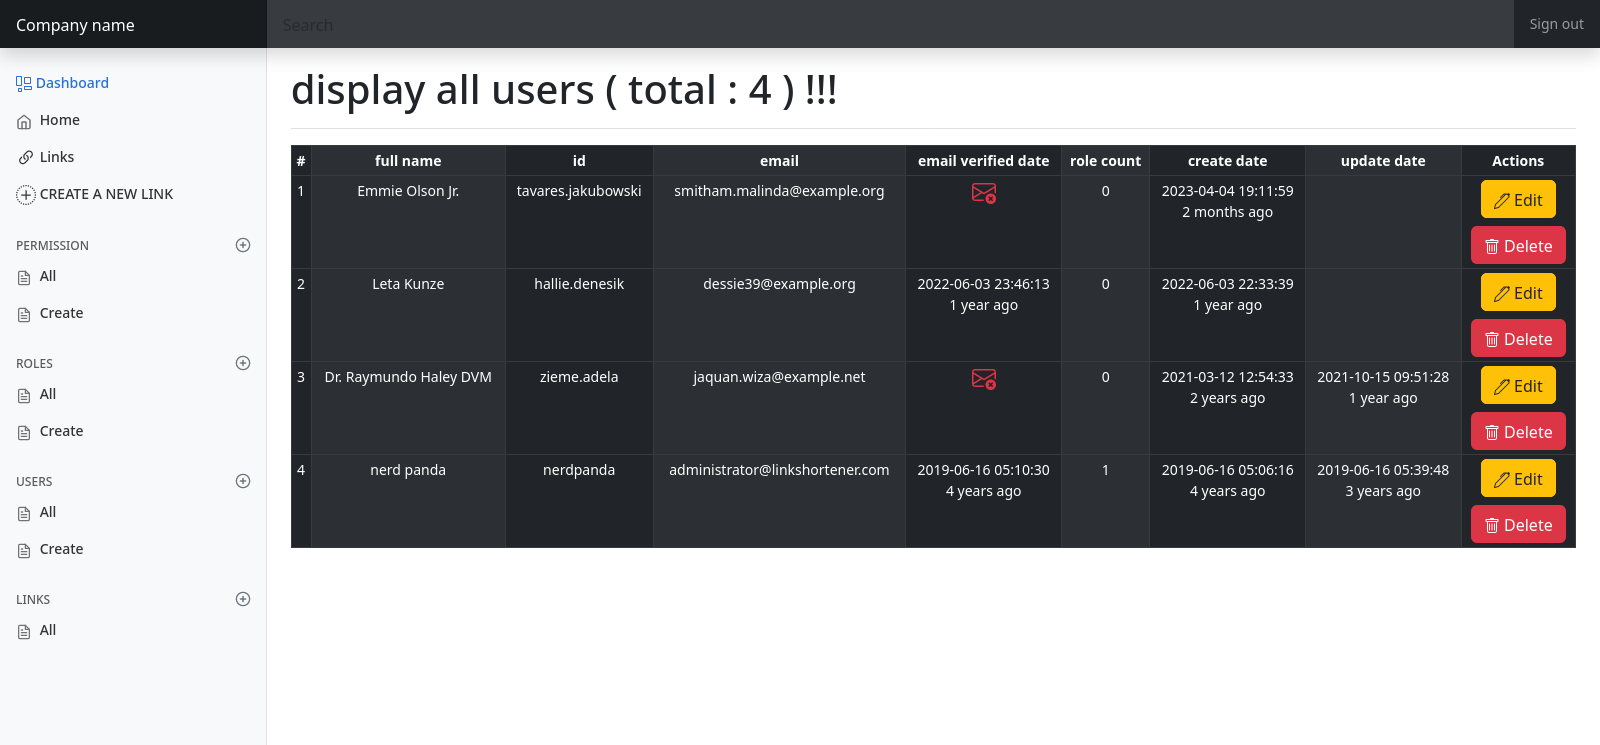 Company name
Search
Sign out
Dashboard
Home
Links
CREATE A NEW LINK
PERMISSION
All
Create
ROLES
All
Create
USERS
All
Create
LINKS
All
display all users ( total : 4 ) !!!
# full name id email email verified date role count create date update date Actions
1 Emmie Olson Jr. tavares.jakubowski smitham.malinda@example.org 0 2023-04-04 19:11:59 Edit
2 months ago
Delete
2 Leta Kunze hallie.denesik dessie39@example.org 2022-06-03 23:46:13 0 2022-06-03 22:33:39 Edit
1 year ago 1 year ago
Delete
3 Dr. Raymundo Haley DVM zieme.adela jaquan.wiza@example.net 0 2021-03-12 12:54:33 2021-10-15 09:51:28 Edit
2 years ago 1 year ago
Delete
4 nerd panda nerdpanda administrator@linkshortener.com 2019-06-16 05:10:30 1 2019-06-16 05:06:16 2019-06-16 05:39:48 Edit
4 years ago 4 years ago 3 years ago
Delete